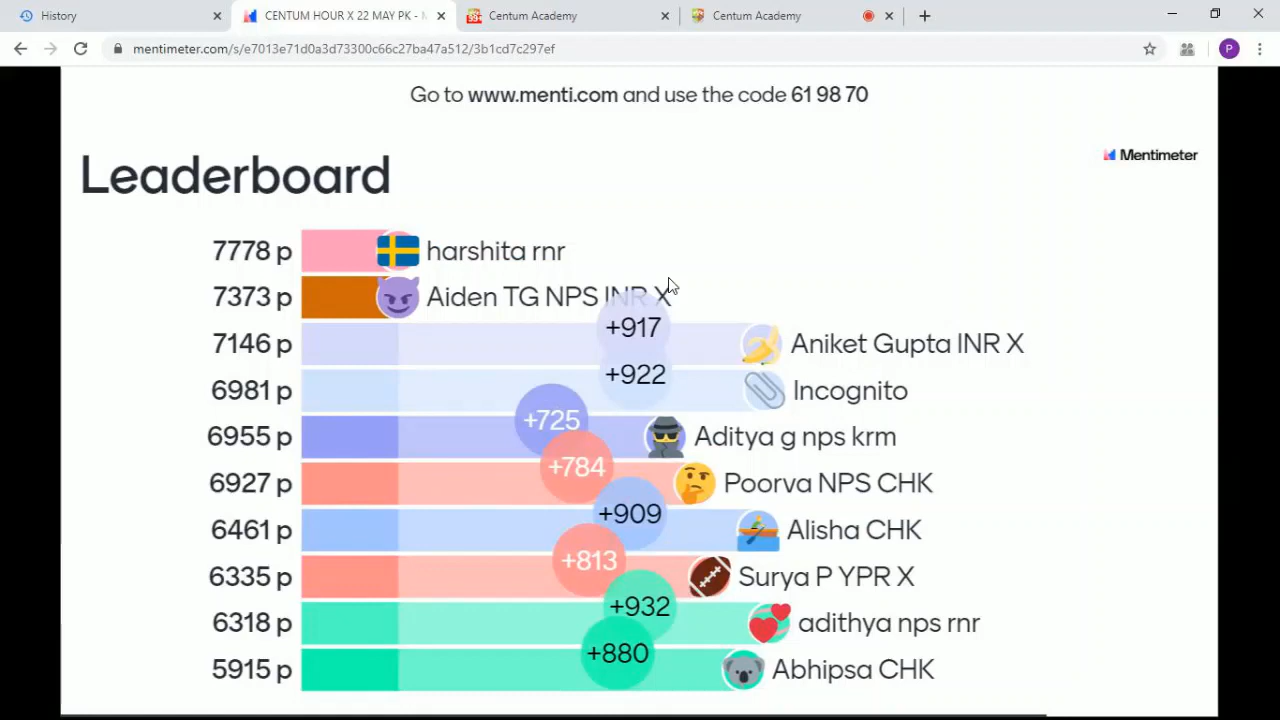 History
CENTUM HOUR X 22 MAY PK - M
Centum Academy
Centum Academy
mentimeter.com/s/e7013e71d0a3d73300c66c27ba47a512/3b1cd7c297ef
P
Go to www.menti.com and use the code 61 98 70
Mentimeter
Leaderboard
7778 p harshita rnr
7373 p Aiden TG NPS INR X
7146 p +917 Aniket Gupta INR X
6981 p +922 Incognito
6955 p +725 Aditya g nps krm
6927 p +784 Poorva NPS CHK
6461 p +909 Alisha CHK
6335 p +813 Surya P YPR X
6318 p +932 adithya nps rnr
5915 p +880 Abhipsa CHK